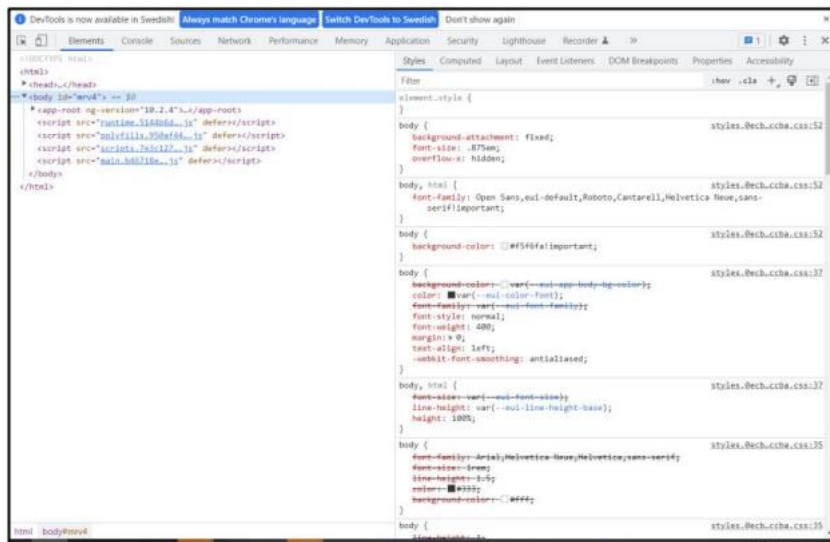 DevTools is now available in Swedish! Always match Chrome's language Switch DevTools to Swedish Don't show again
Elements Console Sources Network Performance Memory Application Security Lighthouse Recorder » 1
<!DOCTYPE html>
<html>
<head>…</head>
<body id="mrv4"> == $0
<app-root ng-version="10.2.4">…</app-root>
<script src="runtime.5144b6d….js" defer></script>
<script src="polyfills.950af44….js" defer></script>
<script src="scripts.7e3c127….js" defer></script>
<script src="main.b48718e….js" defer></script>
</body>
</html>
html body#mrv4
Styles Computed Layout Event Listeners DOM Breakpoints Properties Accessibility
Filter :hov .cls +
element.style {
}
body { styles.0ecb…ccba.css:52
background-attachment: fixed;
font-size: .875em;
overflow-x: hidden;
}
body, html { styles.0ecb…ccba.css:52
font-family: Open Sans,eui-default,Roboto,Cantarell,Helvetica Neue,sans-
serif!important;
}
body { styles.0ecb…ccba.css:52
background-color: #f5f6fa!important;
}
body { styles.0ecb…ccba.css:37
background-color: var(--eui-app-body-bg-color);
color: var(--eui-color-font);
font-family: var(--eui-font-family);
font-style: normal;
font-weight: 400;
margin: 0;
text-align: left;
-webkit-font-smoothing: antialiased;
}
body, html { styles.0ecb…ccba.css:37
font-size: var(--eui-font-size);
line-height: var(--eui-line-height-base);
height: 100%;
}
body { styles.0ecb…ccba.css:35
font-family: Arial,Helvetica Neue,Helvetica,sans-serif;
font-size: 1rem;
line-height: 1.5;
color: #333;
background-color: #fff;
}
body { styles.0ecb…ccba.css:35
line-height: 1;